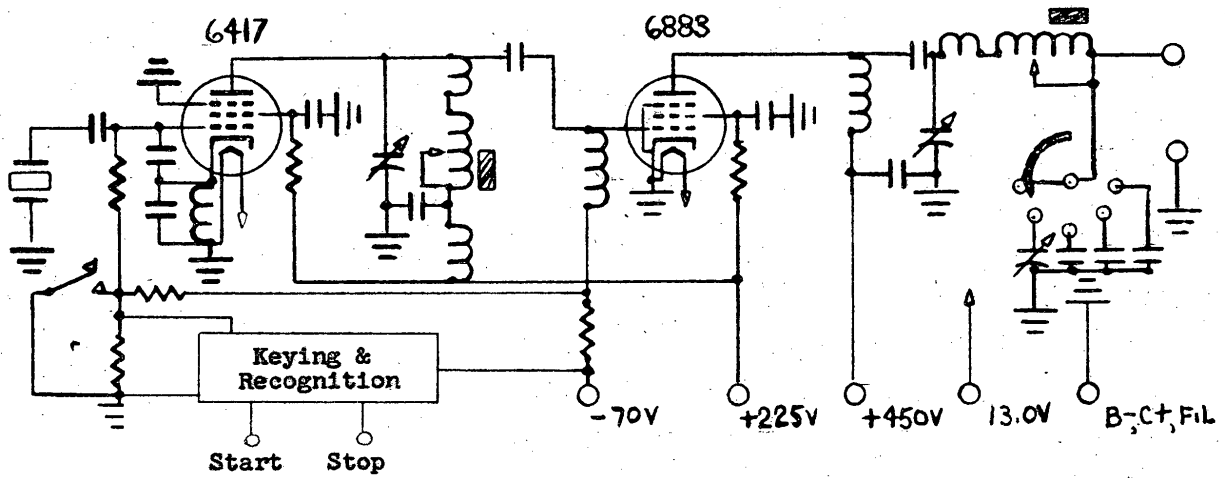 6417
6883
Keying &
Recognition
-70V
+225V
+450V
13.0V
B-,C+,FiL
Start
Stop